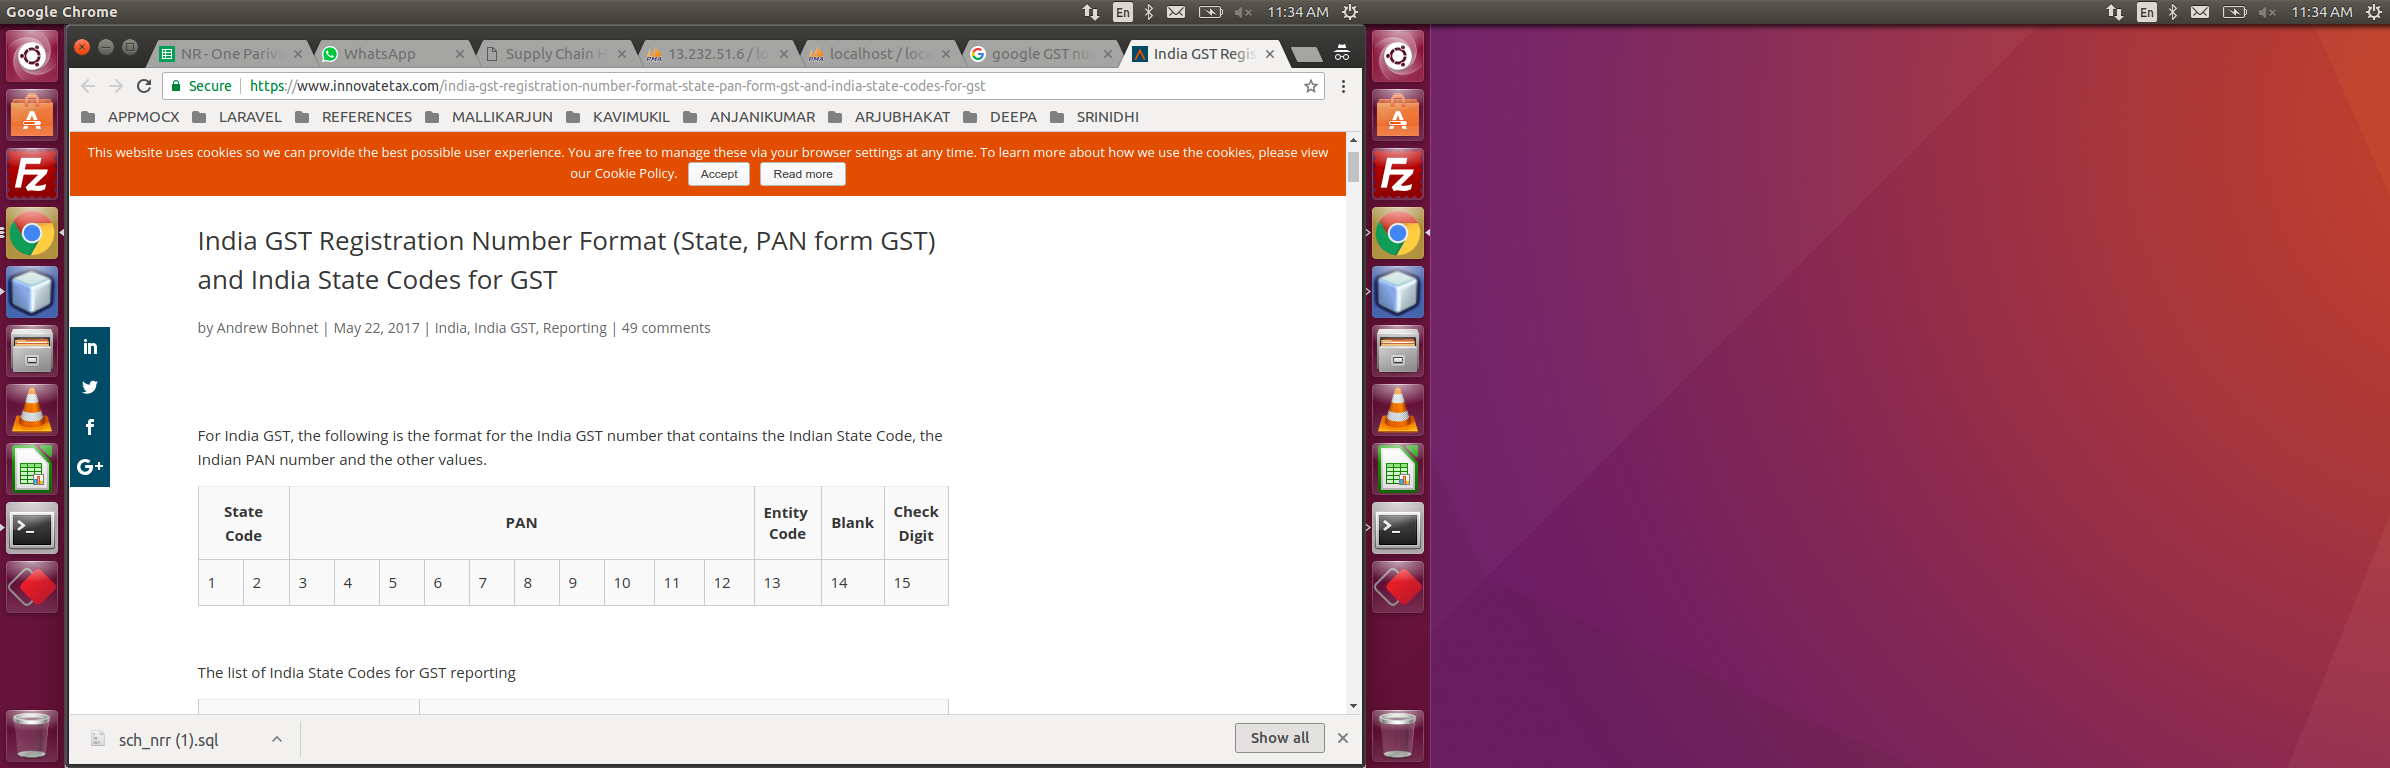 Google Chrome
En
11:34 AM
En
11:34 AM
NR - One Pariva
WhatsApp
Supply Chain H
13.232.51.6 / lo
localhost / loca
google GST nu
India GST Regis
Secure
https://www.innovatetax.com/india-gst-registration-number-format-state-pan-form-gst-and-india-state-codes-for-gst
APPMOCX
LARAVEL
REFERENCES
MALLIKARJUN
KAVIMUKIL
ANJANIKUMAR
ARJUBHAKAT
DEEPA
SRINIDHI
This website uses cookies so we can provide the best possible user experience. You are free to manage these via your browser settings at any time. To learn more about how we use the cookies, please view
our Cookie Policy. Accept Read more
India GST Registration Number Format (State, PAN form GST)
and India State Codes for GST
by Andrew Bohnet | May 22, 2017 | India, India GST, Reporting | 49 comments
in
f
G+
For India GST, the following is the format for the India GST number that contains the Indian State Code, the
Indian PAN number and the other values.
State Code
PAN
Entity Code
Blank
Check Digit
1 2 3 4 5 6 7 8 9 10 11 12 13 14 15
The list of India State Codes for GST reporting
sch_nrr (1).sql
Show all